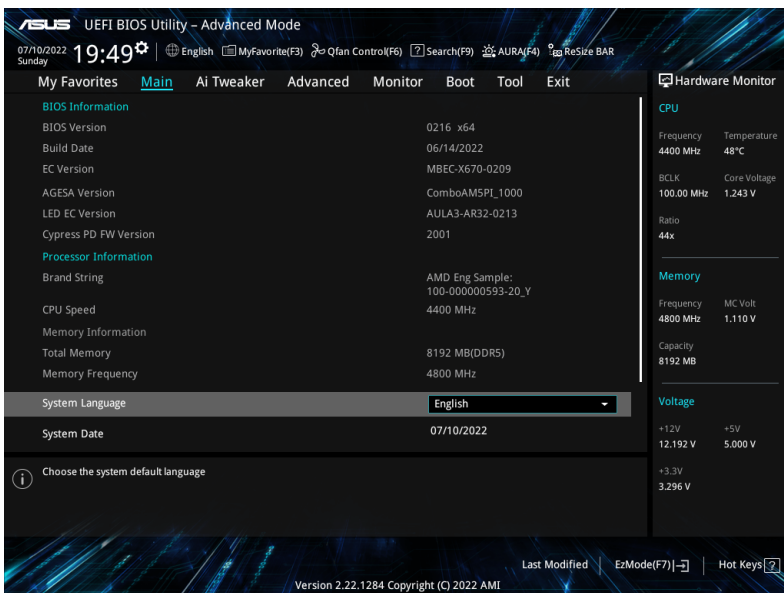 ASUS UEFI BIOS Utility – Advanced Mode
07/10/2022
Sunday
19:49
English MyFavorite(F3) Qfan Control(F6) ? Search(F9) AURA(F4) ReSize BAR
My Favorites Main Ai Tweaker Advanced Monitor Boot Tool Exit
BIOS Information
BIOS Version 0216 x64
Build Date 06/14/2022
EC Version MBEC-X670-0209
AGESA Version ComboAM5PI_1000
LED EC Version AULA3-AR32-0213
Cypress PD FW Version 2001
Processor Information
Brand String AMD Eng Sample:
100-000000593-20_Y
CPU Speed 4400 MHz
Memory Information
Total Memory 8192 MB(DDR5)
Memory Frequency 4800 MHz
System Language English
System Date 07/10/2022
i Choose the system default language
Hardware Monitor
CPU
Frequency Temperature
4400 MHz 48°C
BCLK Core Voltage
100.00 MHz 1.243 V
Ratio
44x
Memory
Frequency MC Volt
4800 MHz 1.110 V
Capacity
8192 MB
Voltage
+12V +5V
12.192 V 5.000 V
+3.3V
3.296 V
Last Modified EzMode(F7) Hot Keys ?
Version 2.22.1284 Copyright (C) 2022 AMI